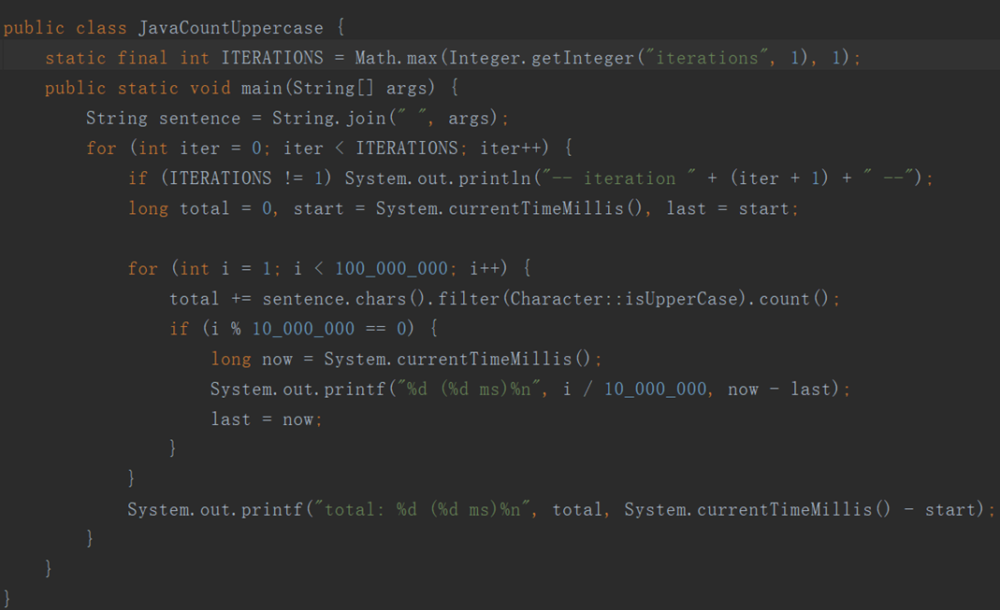 public class JavaCountUppercase {
    static final int ITERATIONS = Math.max(Integer.getInteger("iterations", 1), 1);
    public static void main(String[] args) {
        String sentence = String.join(" ", args);
        for (int iter = 0; iter < ITERATIONS; iter++) {
            if (ITERATIONS != 1) System.out.println("-- iteration " + (iter + 1) + " --");
            long total = 0, start = System.currentTimeMillis(), last = start;

            for (int i = 1; i < 100_000_000; i++) {
                total += sentence.chars().filter(Character::isUpperCase).count();
                if (i % 10_000_000 == 0) {
                    long now = System.currentTimeMillis();
                    System.out.printf("%d (%d ms)%n", i / 10_000_000, now - last);
                    last = now;
                }
            }
            System.out.printf("total: %d (%d ms)%n", total, System.currentTimeMillis() - start);
        }
    }
}